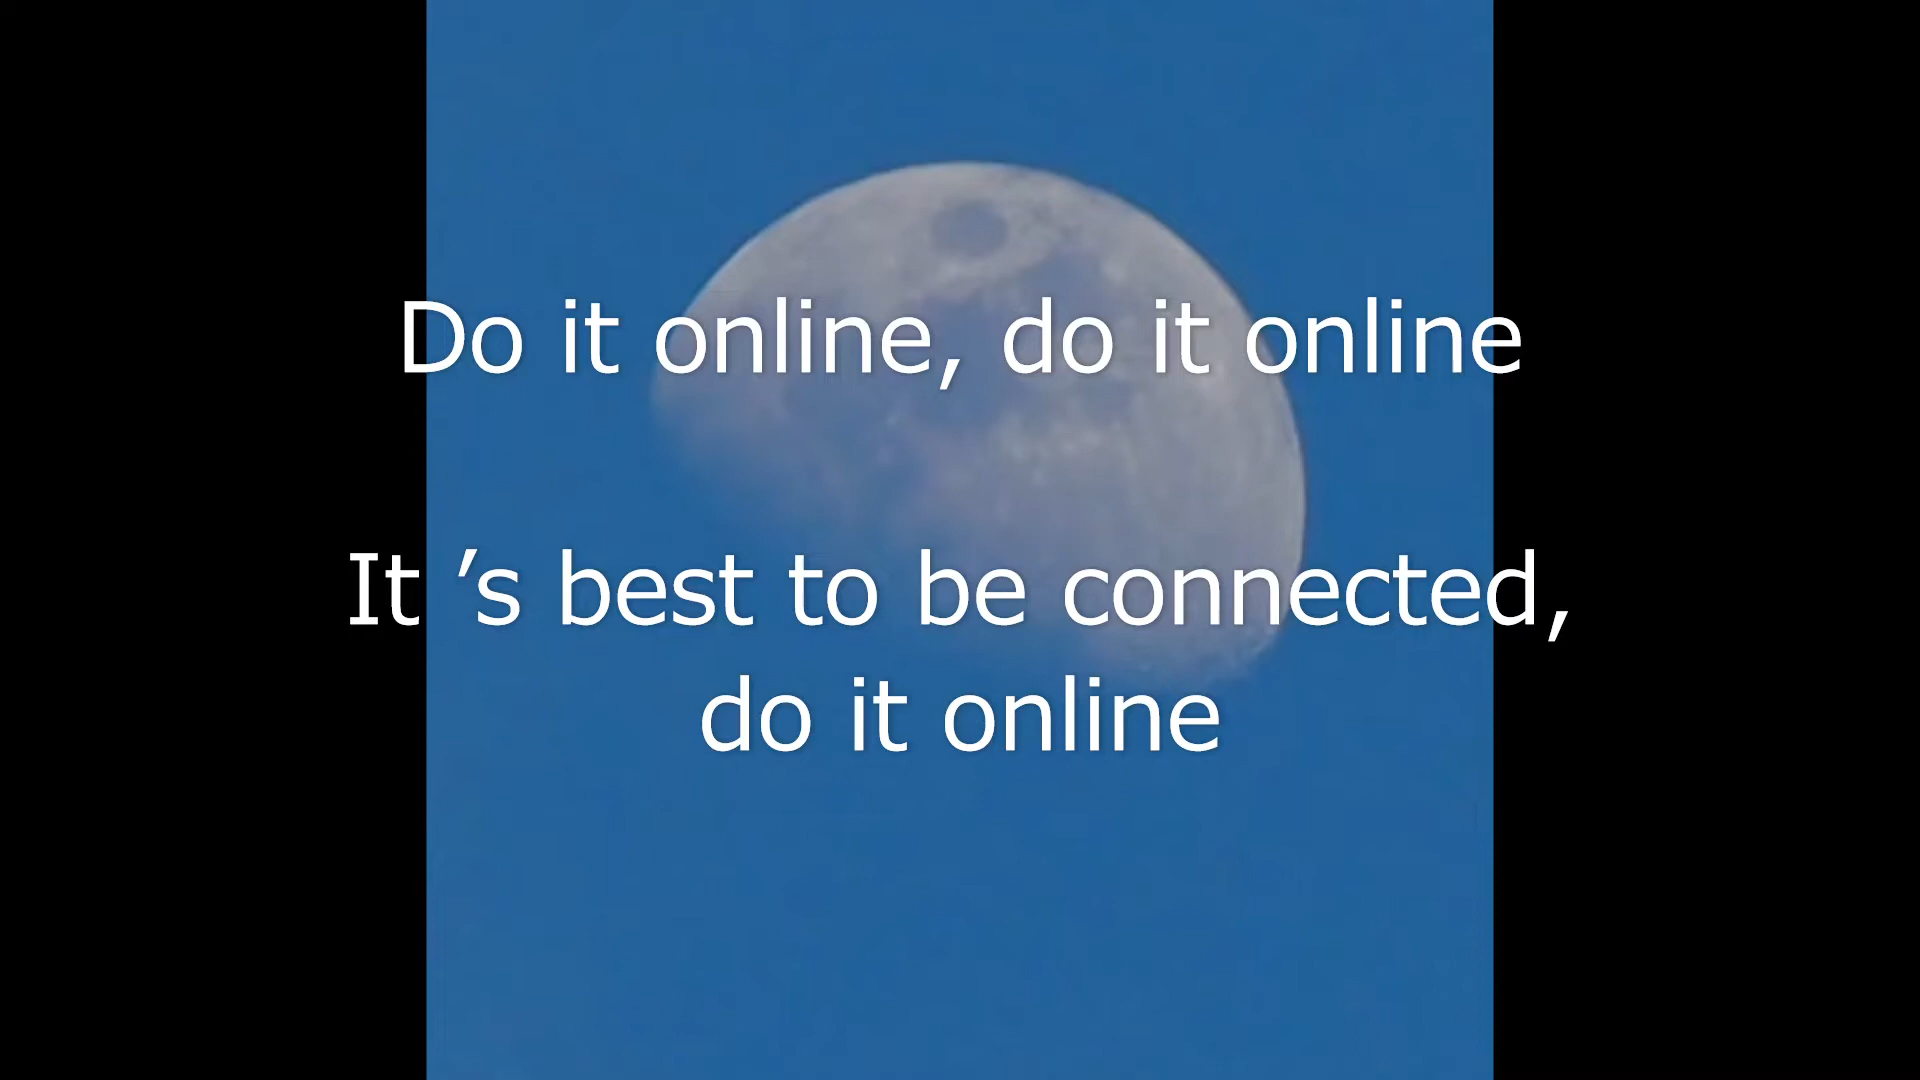 Do it online, do it online
It ’s best to be connected,
do it online